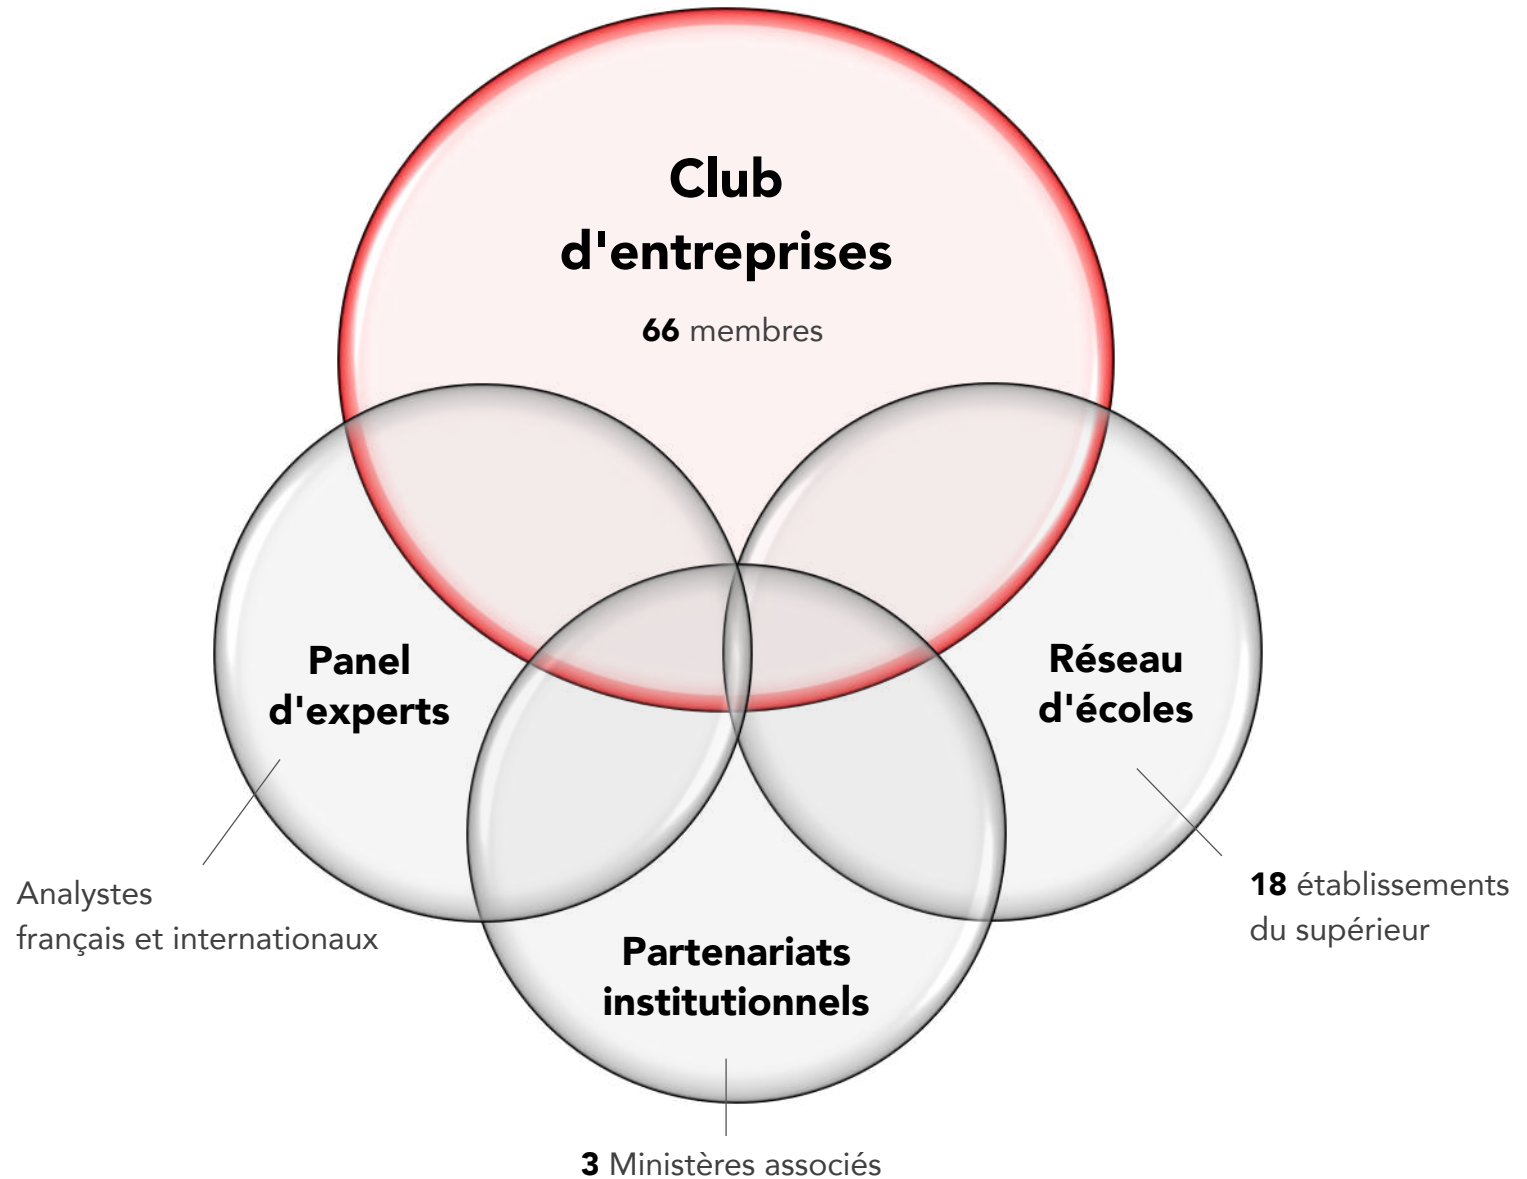 Club
d'entreprises
66 membres
Panel
d'experts
Réseau
d'écoles
Analystes
français et internationaux
18 établissements
du supérieur
Partenariats
institutionnels
3 Ministères associés